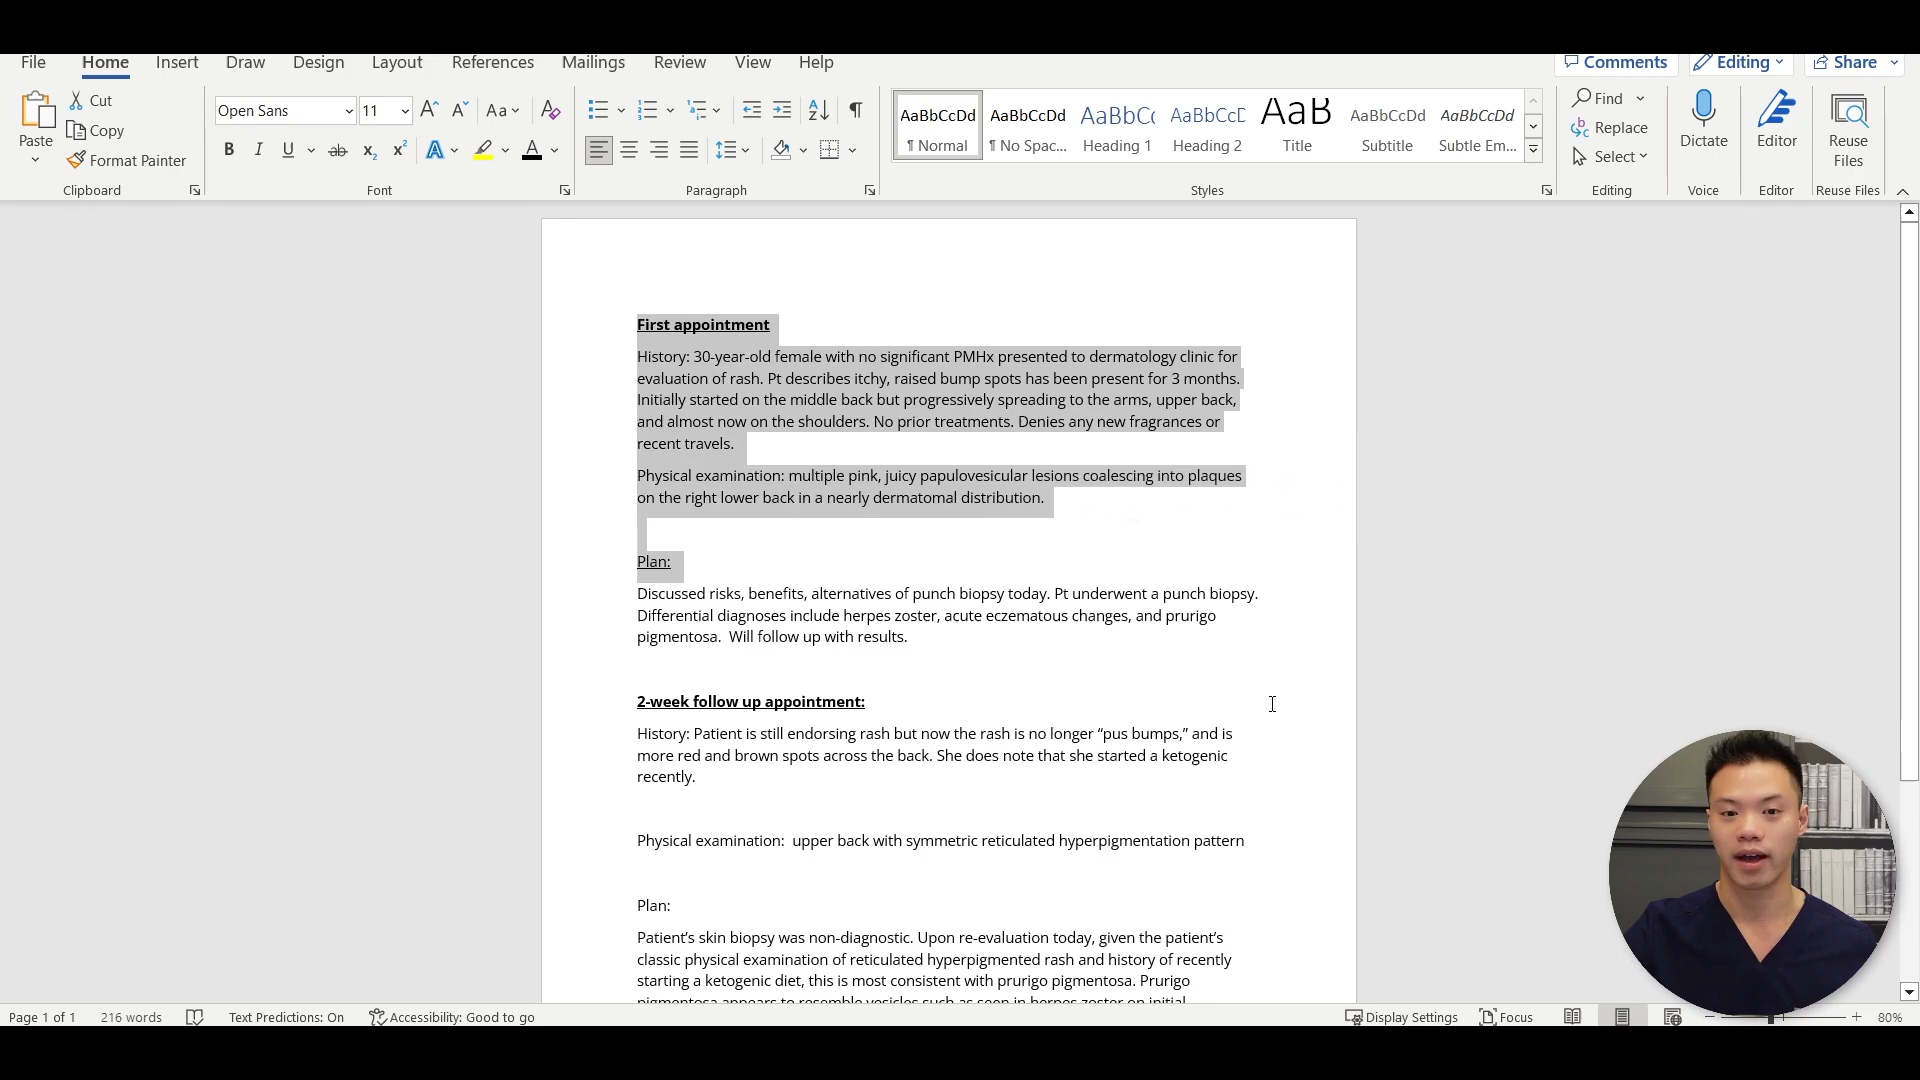 File Home Insert Draw Design Layout References Mailings Review View Help Comments Editing Share
Paste Cut Copy Format Painter
Open Sans 11 Aa
B I U ab x₂ x² A A
AaBbCcDd AaBbCcDd AaBbCc AaBbCcD AaB AaBbCcDd AaBbCcDd
¶ Normal ¶ No Spac... Heading 1 Heading 2 Title Subtitle Subtle Em...
Find
Replace
Select
Dictate Editor Reuse Files
Clipboard Font Paragraph Styles Editing Voice Editor Reuse Files
First appointment
History: 30-year-old female with no significant PMHx presented to dermatology clinic for
evaluation of rash. Pt describes itchy, raised bump spots has been present for 3 months.
Initially started on the middle back but progressively spreading to the arms, upper back,
and almost now on the shoulders. No prior treatments. Denies any new fragrances or
recent travels.
Physical examination: multiple pink, juicy papulovesicular lesions coalescing into plaques
on the right lower back in a nearly dermatomal distribution.
Plan:
Discussed risks, benefits, alternatives of punch biopsy today. Pt underwent a punch biopsy.
Differential diagnoses include herpes zoster, acute eczematous changes, and prurigo
pigmentosa.  Will follow up with results.
2-week follow up appointment:
History: Patient is still endorsing rash but now the rash is no longer “pus bumps,” and is
more red and brown spots across the back. She does note that she started a ketogenic
recently.
Physical examination:  upper back with symmetric reticulated hyperpigmentation pattern
Plan:
Patient’s skin biopsy was non-diagnostic. Upon re-evaluation today, given the patient’s
classic physical examination of reticulated hyperpigmented rash and history of recently
starting a ketogenic diet, this is most consistent with prurigo pigmentosa. Prurigo
pigmentosa appears to resemble vesicles such as seen in herpes zoster on initial
Page 1 of 1 216 words Text Predictions: On Accessibility: Good to go Display Settings Focus 80%